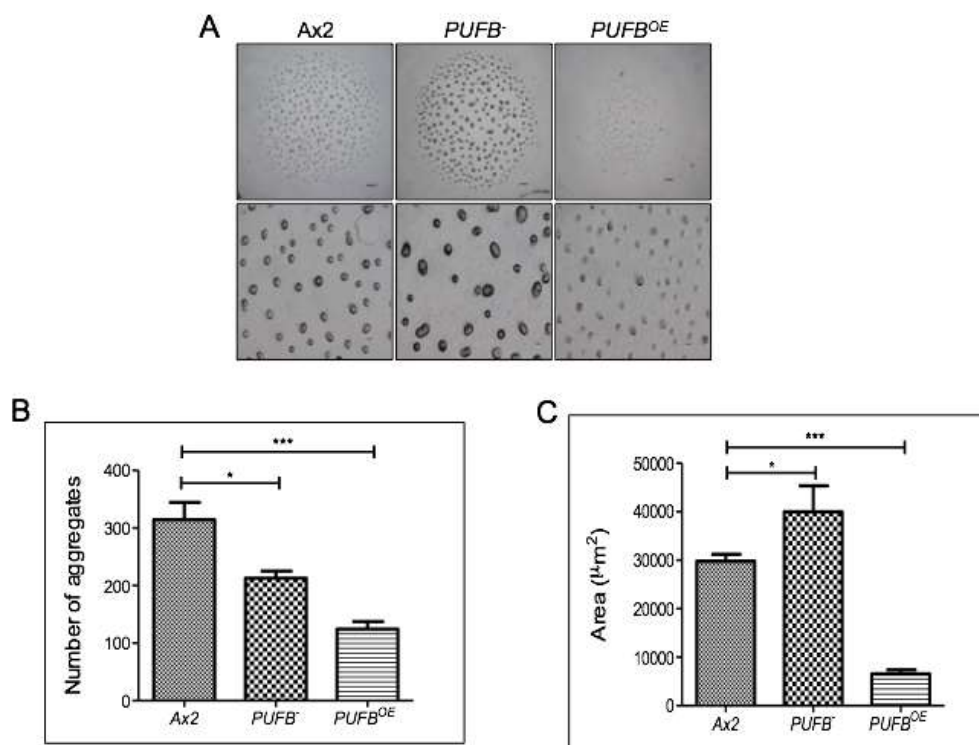 A
Ax2 PUFB- PUFBOE
B
***
*
400
300
200
100
0
Number of aggregates
Ax2 PUFB- PUFBOE
C
***
*
50000
40000
30000
20000
10000
0
Area (µm2)
Ax2 PUFB- PUFBOE